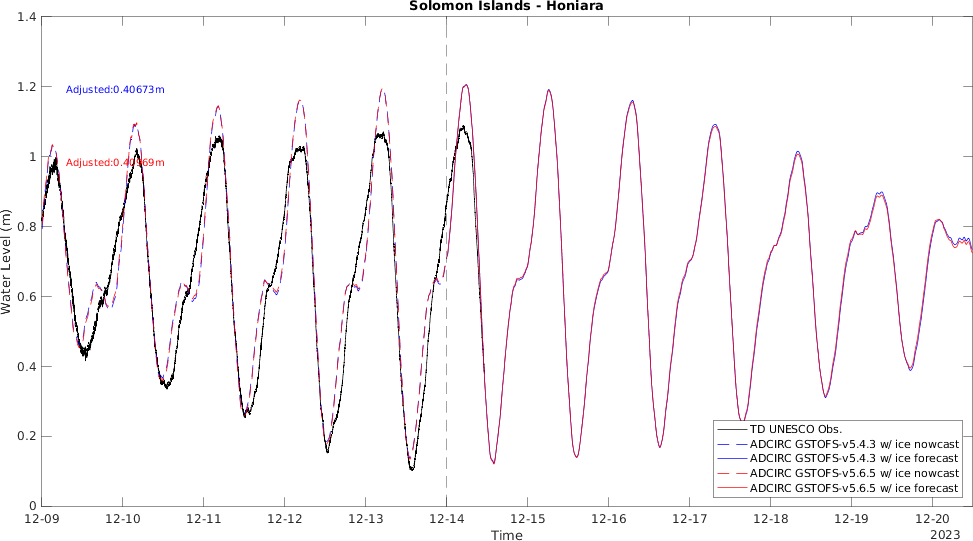 Solomon Islands - Honiara
1.4
1.2
1
0.8
0.6
0.4
0.2
0
Water Level (m)
Adjusted:0.40673m
Adjusted:0.40969m
TD UNESCO Obs.
ADCIRC GSTOFS-v5.4.3 w/ ice nowcast
ADCIRC GSTOFS-v5.4.3 w/ ice forecast
ADCIRC GSTOFS-v5.6.5 w/ ice nowcast
ADCIRC GSTOFS-v5.6.5 w/ ice forecast
12-09 12-10 12-11 12-12 12-13 12-14 12-15 12-16 12-17 12-18 12-19 12-20
2023
Time